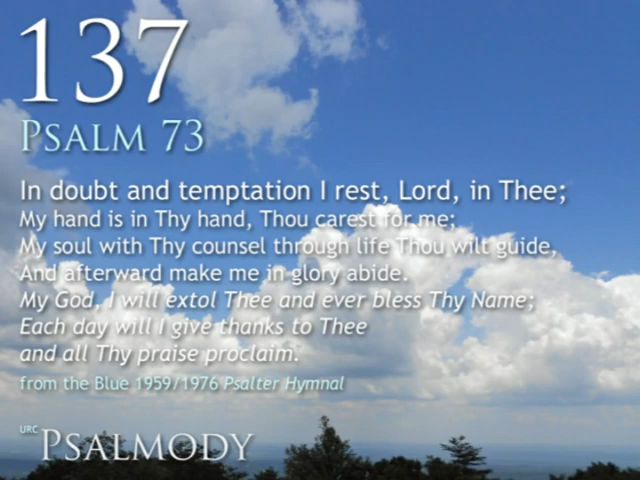 137
PSALM 73
In doubt and temptation I rest, Lord, in Thee;
My hand is in Thy hand, Thou carest for me;
My soul with Thy counsel through life Thou wilt guide,
And afterward make me in glory abide.
My God, I will extol Thee and ever bless Thy Name;
Each day will I give thanks to Thee
and all Thy praise proclaim.
from the Blue 1959/1976 Psalter Hymnal
URC PSALMODY